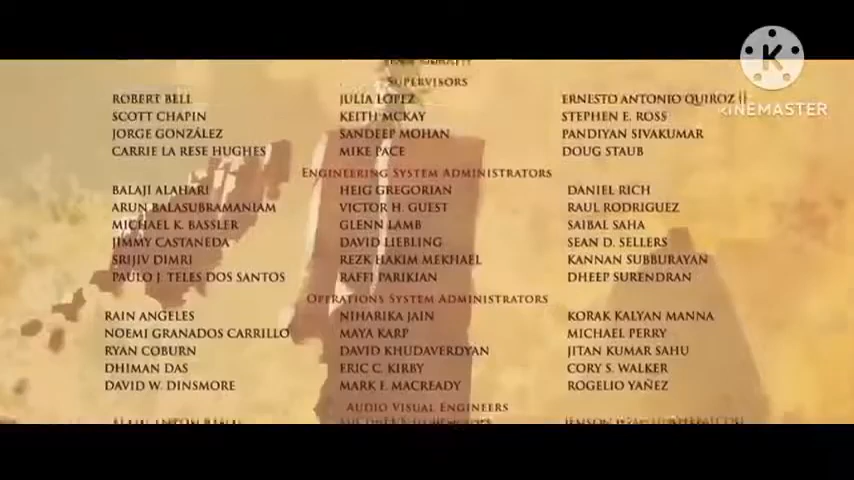 SUPERVISORS
ROBERT BELL JULIA LOPEZ ERNESTO ANTONIO QUIROZ II
SCOTT CHAPIN KEITH MCKAY STEPHEN E. ROSS
JORGE GONZÁLEZ SANDEEP MOHAN PANDIYAN SIVAKUMAR
CARRIE LA RESE HUGHES MIKE PACE DOUG STAUB
ENGINEERING SYSTEM ADMINISTRATORS
BALAJI ALAHARI HEIG GREGORIAN DANIEL RICH
ARUN BALASUBRAMANIAM VICTOR H. GUEST RAUL RODRIGUEZ
MICHAEL K. BASSLER GLENN LAMB SAIBAL SAHA
JIMMY CASTANEDA DAVID LIEBLING SEAN D. SELLERS
SRIJIV DIMRI REZK HAKIM MEKHAEL KANNAN SUBBURAYAN
PAULO J. TELES DOS SANTOS RAFFI PARIKIAN DHEEP SURENDRAN
OPERATIONS SYSTEM ADMINISTRATORS
RAIN ANGELES NIHARIKA JAIN KORAK KALYAN MANNA
NOEMI GRANADOS CARRILLO MAYA KARP MICHAEL PERRY
RYAN COBURN DAVID KHUDAVERDYAN JITAN KUMAR SAHU
DHIMAN DAS ERIC C. KIRBY CORY S. WALKER
DAVID W. DINSMORE MARK F. MACREADY ROGELIO YAÑEZ
AUDIO VISUAL ENGINEERS
K
KINEMASTER